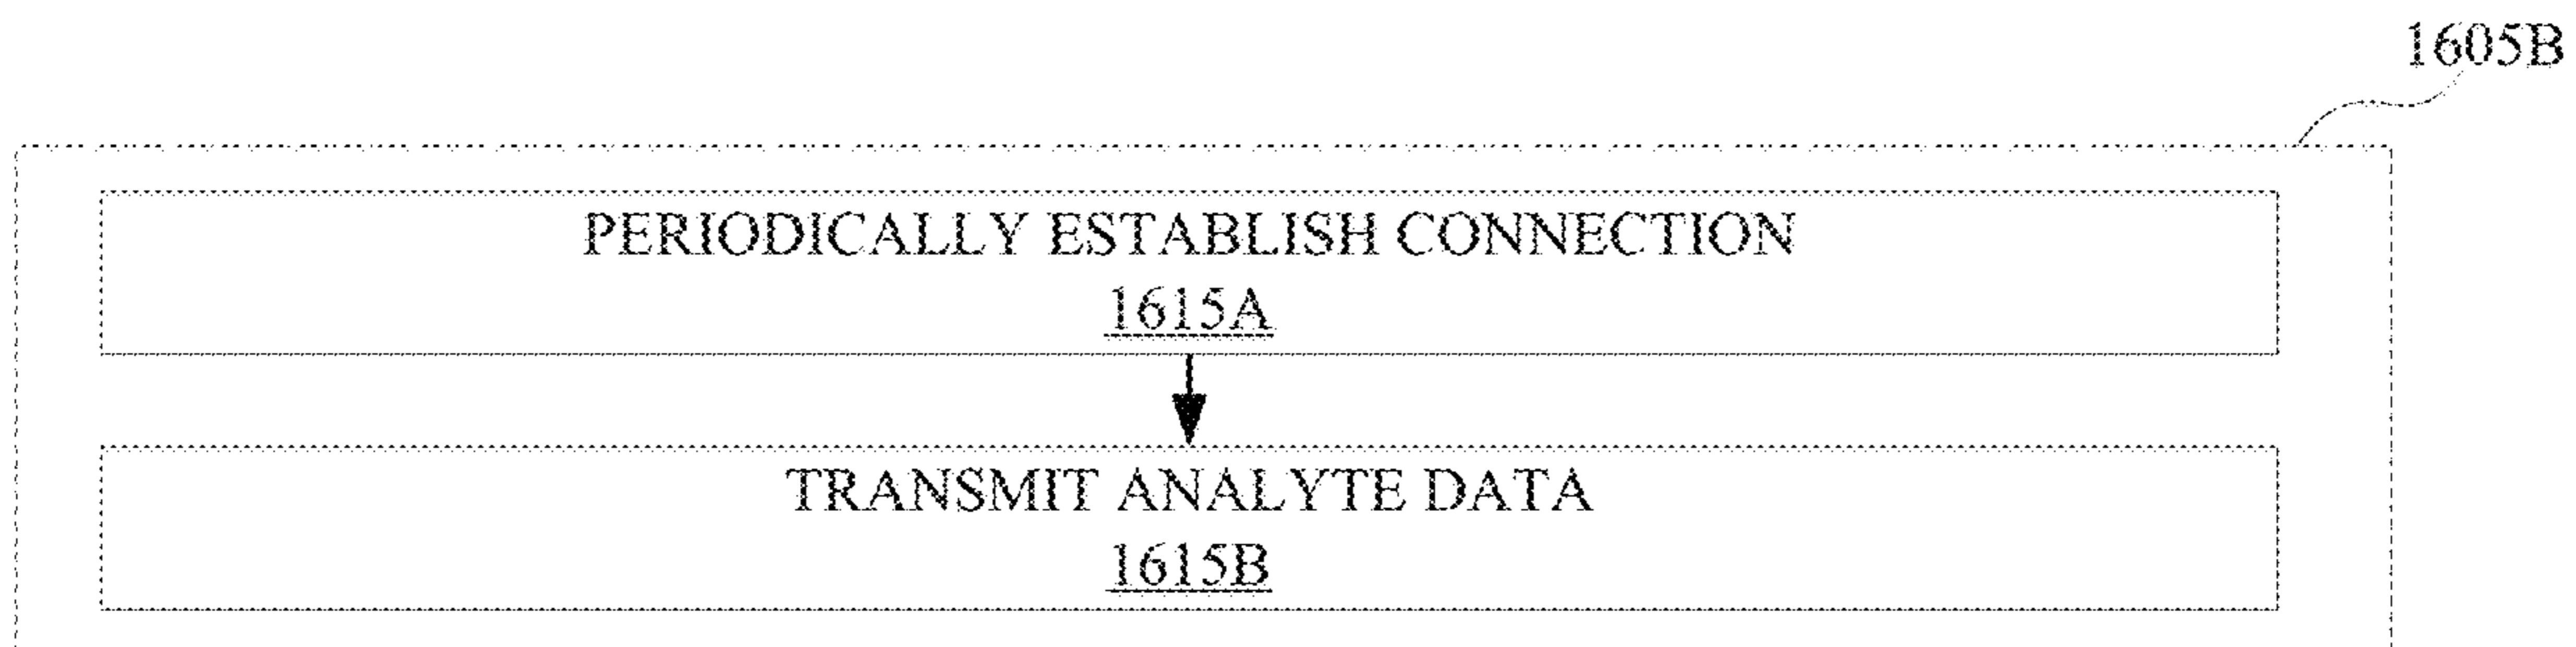 1605B
PERIODICALLY ESTABLISH CONNECTION
1615A
TRANSMIT ANALYTE DATA
1615B